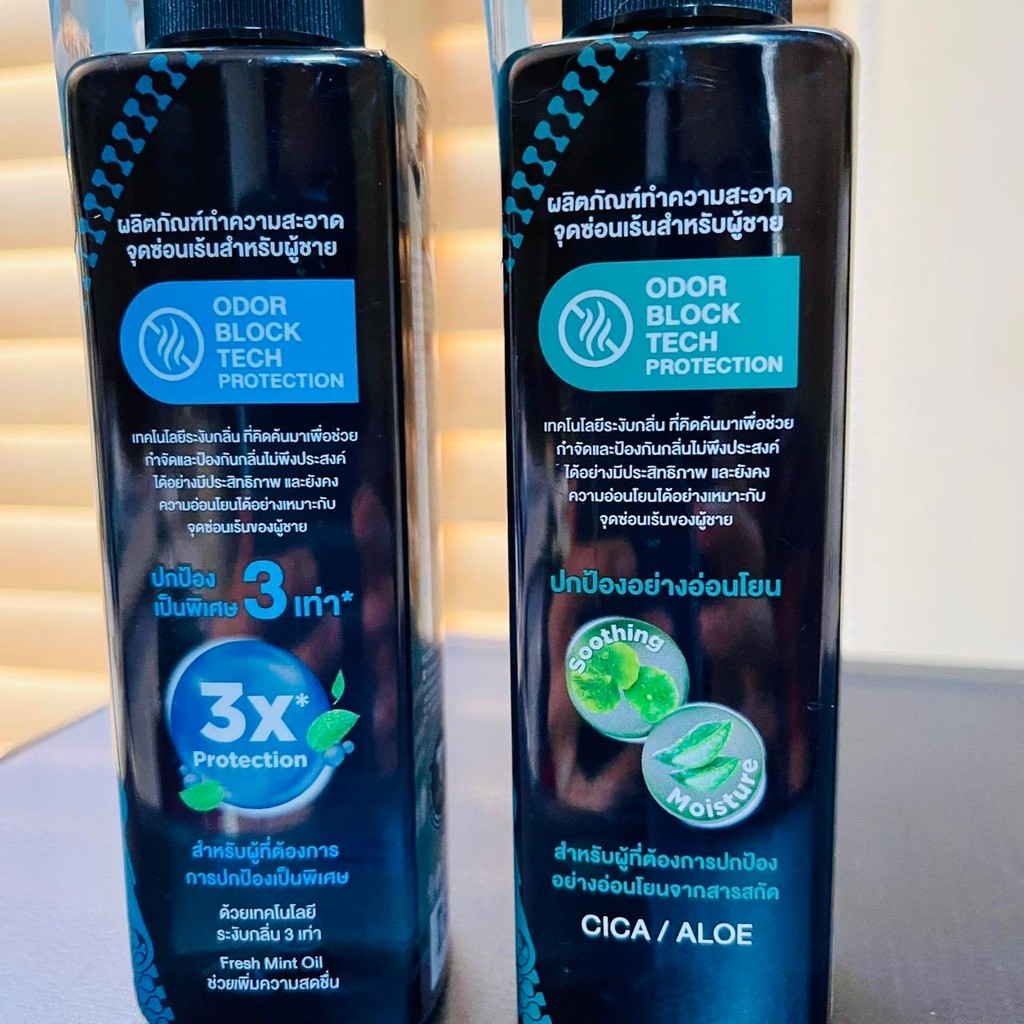 ผลิตภัณฑ์ทำความสะอาด
จุดซ่อนเร้นสำหรับผู้ชาย
ODOR
BLOCK
TECH
PROTECTION
เทคโนโลยีระงับกลิ่น ที่คิดค้นมาเพื่อช่วย
กำจัดและป้องกันกลิ่นไม่พึงประสงค์
ได้อย่างมีประสิทธิภาพ และยังคง
ความอ่อนโยนได้อย่างเหมาะกับ
จุดซ่อนเร้นของผู้ชาย
ปกป้อง
เป็นพิเศษ 3 เท่า*
3x*
Protection
สำหรับผู้ที่ต้องการ
การปกป้องเป็นพิเศษ
ด้วยเทคโนโลยี
ระงับกลิ่น 3 เท่า
Fresh Mint Oil
ช่วยเพิ่มความสดชื่น
ผลิตภัณฑ์ทำความสะอาด
จุดซ่อนเร้นสำหรับผู้ชาย
ODOR
BLOCK
TECH
PROTECTION
เทคโนโลยีระงับกลิ่น ที่คิดค้นมาเพื่อช่วย
กำจัดและป้องกันกลิ่นไม่พึงประสงค์
ได้อย่างมีประสิทธิภาพ และยังคง
ความอ่อนโยนได้อย่างเหมาะกับ
จุดซ่อนเร้นของผู้ชาย
ปกป้องอย่างอ่อนโยน
Soothing
Moisture
สำหรับผู้ที่ต้องการปกป้อง
อย่างอ่อนโยนจากสารสกัด
CICA / ALOE